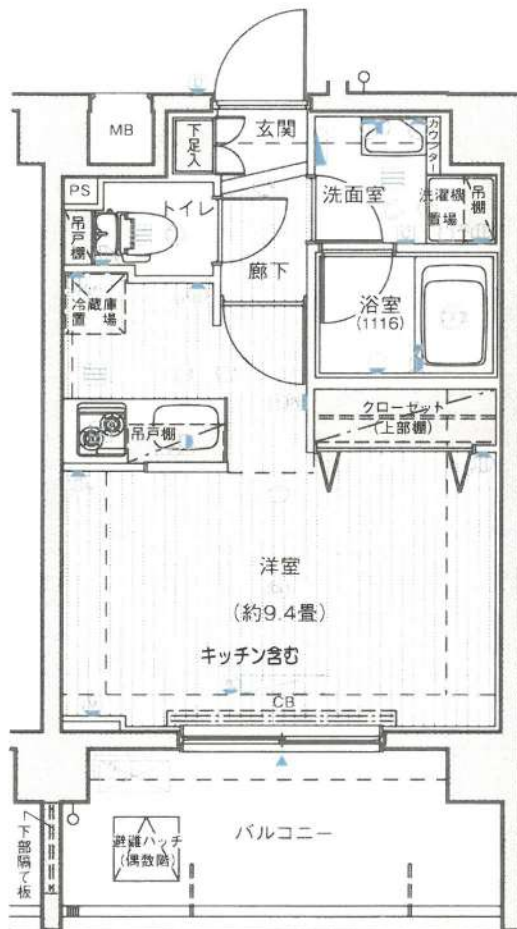 MB
下足入
玄関
カウンター
PS
トイレ
洗面室
洗濯機
置場
吊棚
吊戸棚
廊下
冷蔵庫
置場
浴室
(1116)
吊戸棚
クローゼット
(上部棚)
洋室
(約9.4畳)
キッチン含む
CB
バルコニー
避難ハッチ
(偶数階)
下部隔て板